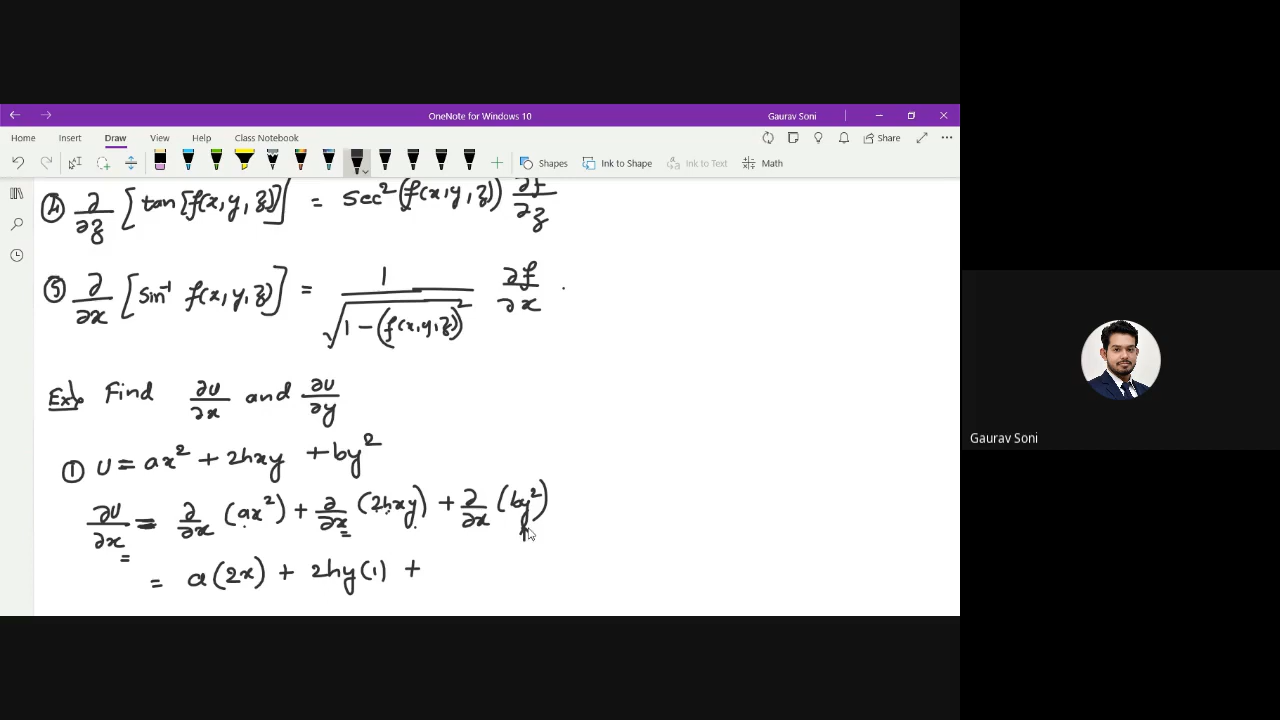 OneNote for Windows 10
Gaurav Soni
Home Insert Draw View Help Class Notebook
Share
Shapes Ink to Shape Ink to Text Math
④ ∂/∂z [tan[f(x,y,z)]] = sec²(f(x,y,z)) ∂f/∂z
⑤ ∂/∂x [sin⁻¹ f(x,y,z)] = 1/√(1-(f(x,y,z))²) ∂f/∂x .
Ex. Find ∂u/∂x and ∂u/∂y
① u = ax² + 2hxy + by²
∂u/∂x = ∂/∂x (ax²) + ∂/∂x (2hxy) + ∂/∂x (by²)
= a(2x) + 2hy(1) +
Gaurav Soni